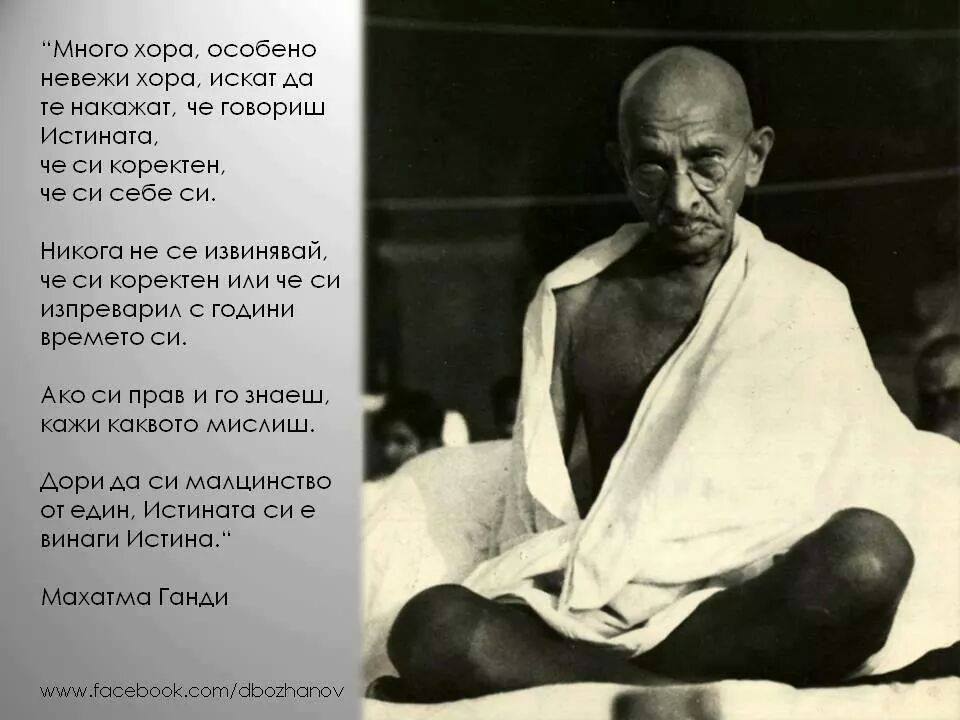 “Много хора, особено
невежи хора, искат да
те накажат, че говориш
Истината,
че си коректен,
че си себе си.
Никога не се извинявай,
че си коректен или че си
изпреварил с години
времето си.
Ако си прав и го знаеш,
кажи каквото мислиш.
Дори да си малцинство
от един, Истината си е
винаги Истина.“
Махатма Ганди
www.facebook.com/dbozhanov